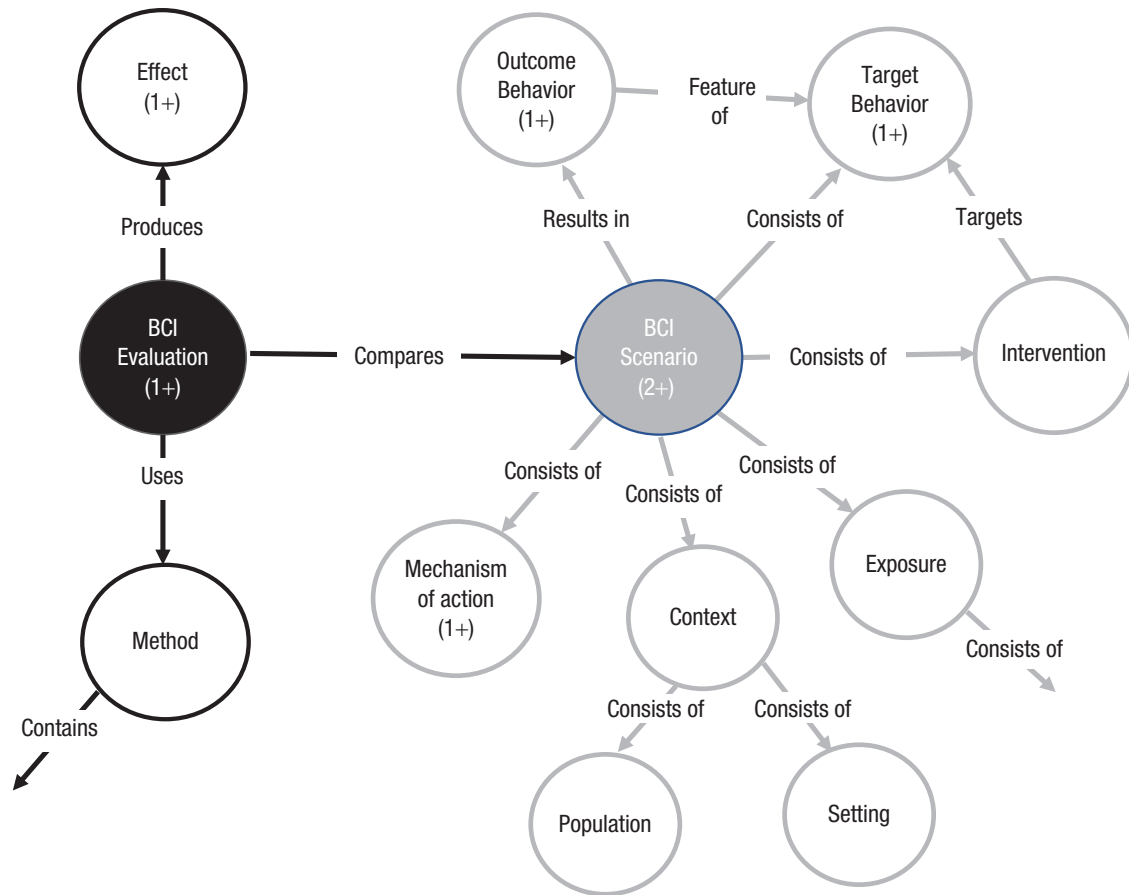 Effect
(1+)
Outcome
Behavior
(1+)
Feature
of
Target
Behavior
(1+)
Produces
Results in
Consists of
Targets
BCI
Evaluation
(1+)
Compares
BCI
Scenario
(2+)
Consists of
Intervention
Uses
Consists of
Consists of
Consists of
Method
Mechanism
of action
(1+)
Context
Exposure
Consists of
Contains
Consists of
Consists of
Population
Setting